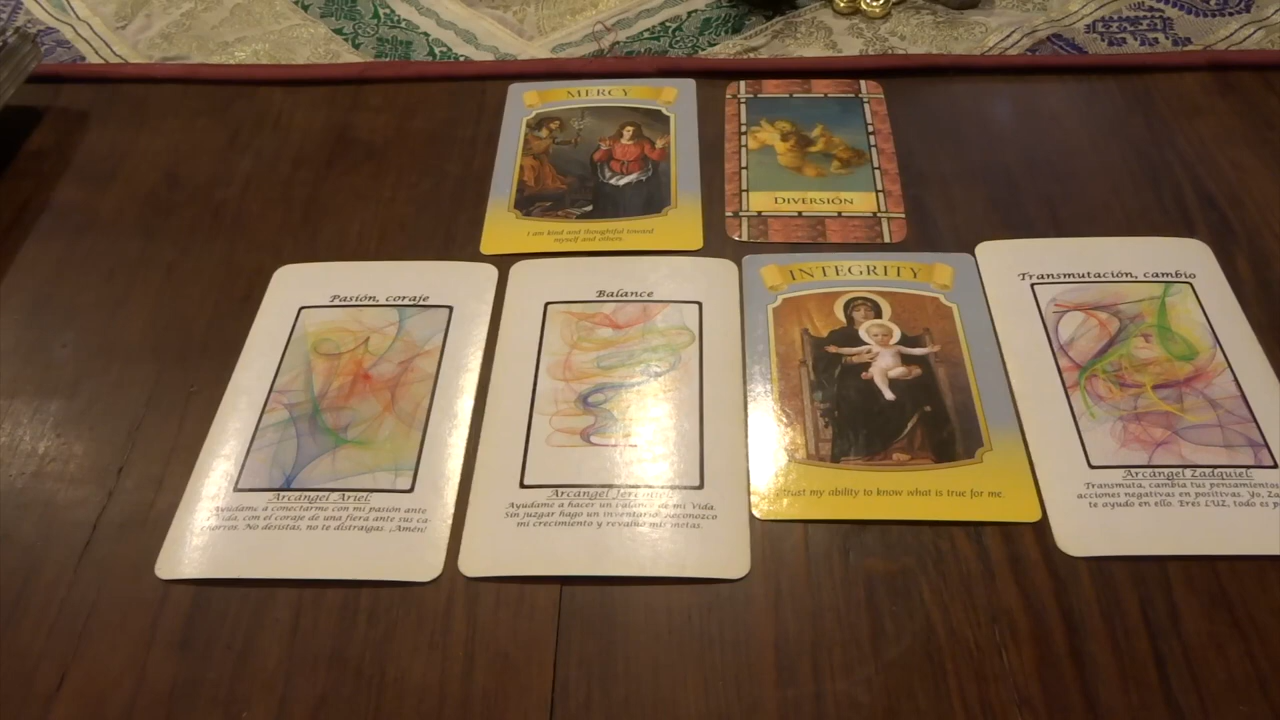 MERCY
I am kind and thoughtful toward
myself and others.
DIVERSIÓN
Pasión, coraje
Arcángel Ariel:
Ayúdame a conectarme con mi pasión ante
la vida, con el coraje de una fiera ante sus ca-
chorros. No desistas, no te distraigas. ¡Amén!
Balance
Arcángel Jeremiel:
Ayúdame a hacer un balance de mi Vida.
Sin juzgar hago un inventario. Reconozco
mi crecimiento y revalúo mis metas.
INTEGRITY
I trust my ability to know what is true for me.
Transmutación, cambio
Arcángel Zadquiel:
Transmuta, cambia tus pensamientos
acciones negativas en positivas. Yo,
te ayudo en ello. Eres LUZ, todo es